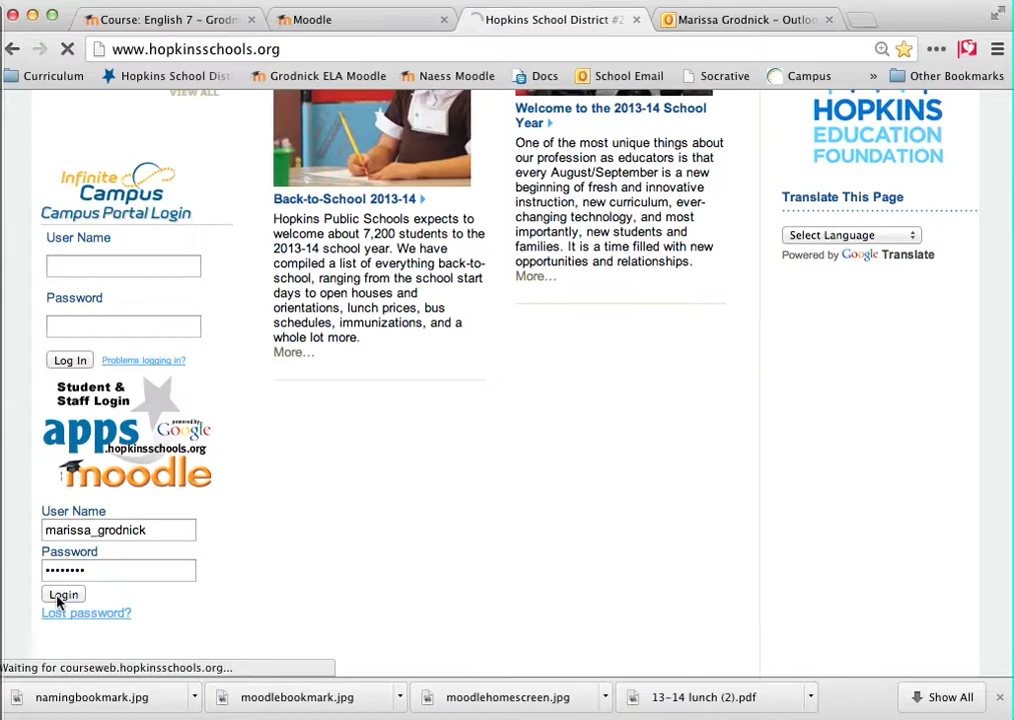 Course: English 7 – Grodn
Moodle
Hopkins School District #2
Marissa Grodnick – Outloo
www.hopkinsschools.org
Curriculum
Hopkins School Dis
Grodnick ELA Moodle
Naess Moodle
Docs
School Email
Socrative
Campus
»
Other Bookmarks
VIEW ALL
Infinite
Campus
Campus Portal Login
User Name
Password
Log In
Problems logging in?
Student &
Staff Login
powered by
apps Google
.hopkinsschools.org
moodle
User Name
marissa_grodnick
Password
••••••••
Login
Lost password?
Back-to-School 2013-14
Hopkins Public Schools expects to
welcome about 7,200 students to the
2013-14 school year. We have
compiled a list of everything back-to-
school, ranging from the school start
days to open houses and
orientations, lunch prices, bus
schedules, immunizations, and a
whole lot more.
More…
Welcome to the 2013-14 School
Year
One of the most unique things about
our profession as educators is that
every August/September is a new
beginning of fresh and innovative
instruction, new curriculum, ever-
changing technology, and most
importantly, new students and
families. It is a time filled with new
opportunities and relationships.
More…
HOPKINS
EDUCATION
FOUNDATION
Translate This Page
Select Language
Powered by Google Translate
Waiting for courseweb.hopkinsschools.org...
namingbookmark.jpg
moodlebookmark.jpg
moodlehomescreen.jpg
13-14 lunch (2).pdf
Show All